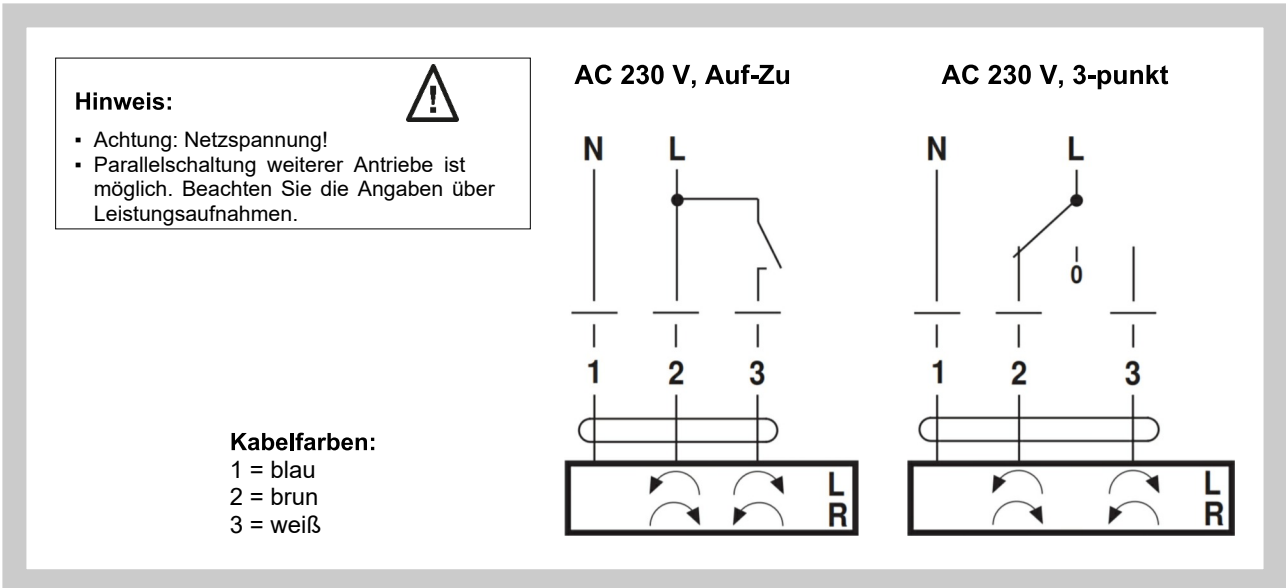 Hinweis:
▪ Achtung: Netzspannung!
▪ Parallelschaltung weiterer Antriebe ist
möglich. Beachten Sie die Angaben über
Leistungsaufnahmen.
Kabelfarben:
1 = blau
2 = brun
3 = weiß
AC 230 V, Auf-Zu
N L
1 2 3
L
R
AC 230 V, 3-punkt
N L
0
1 2 3
L
R